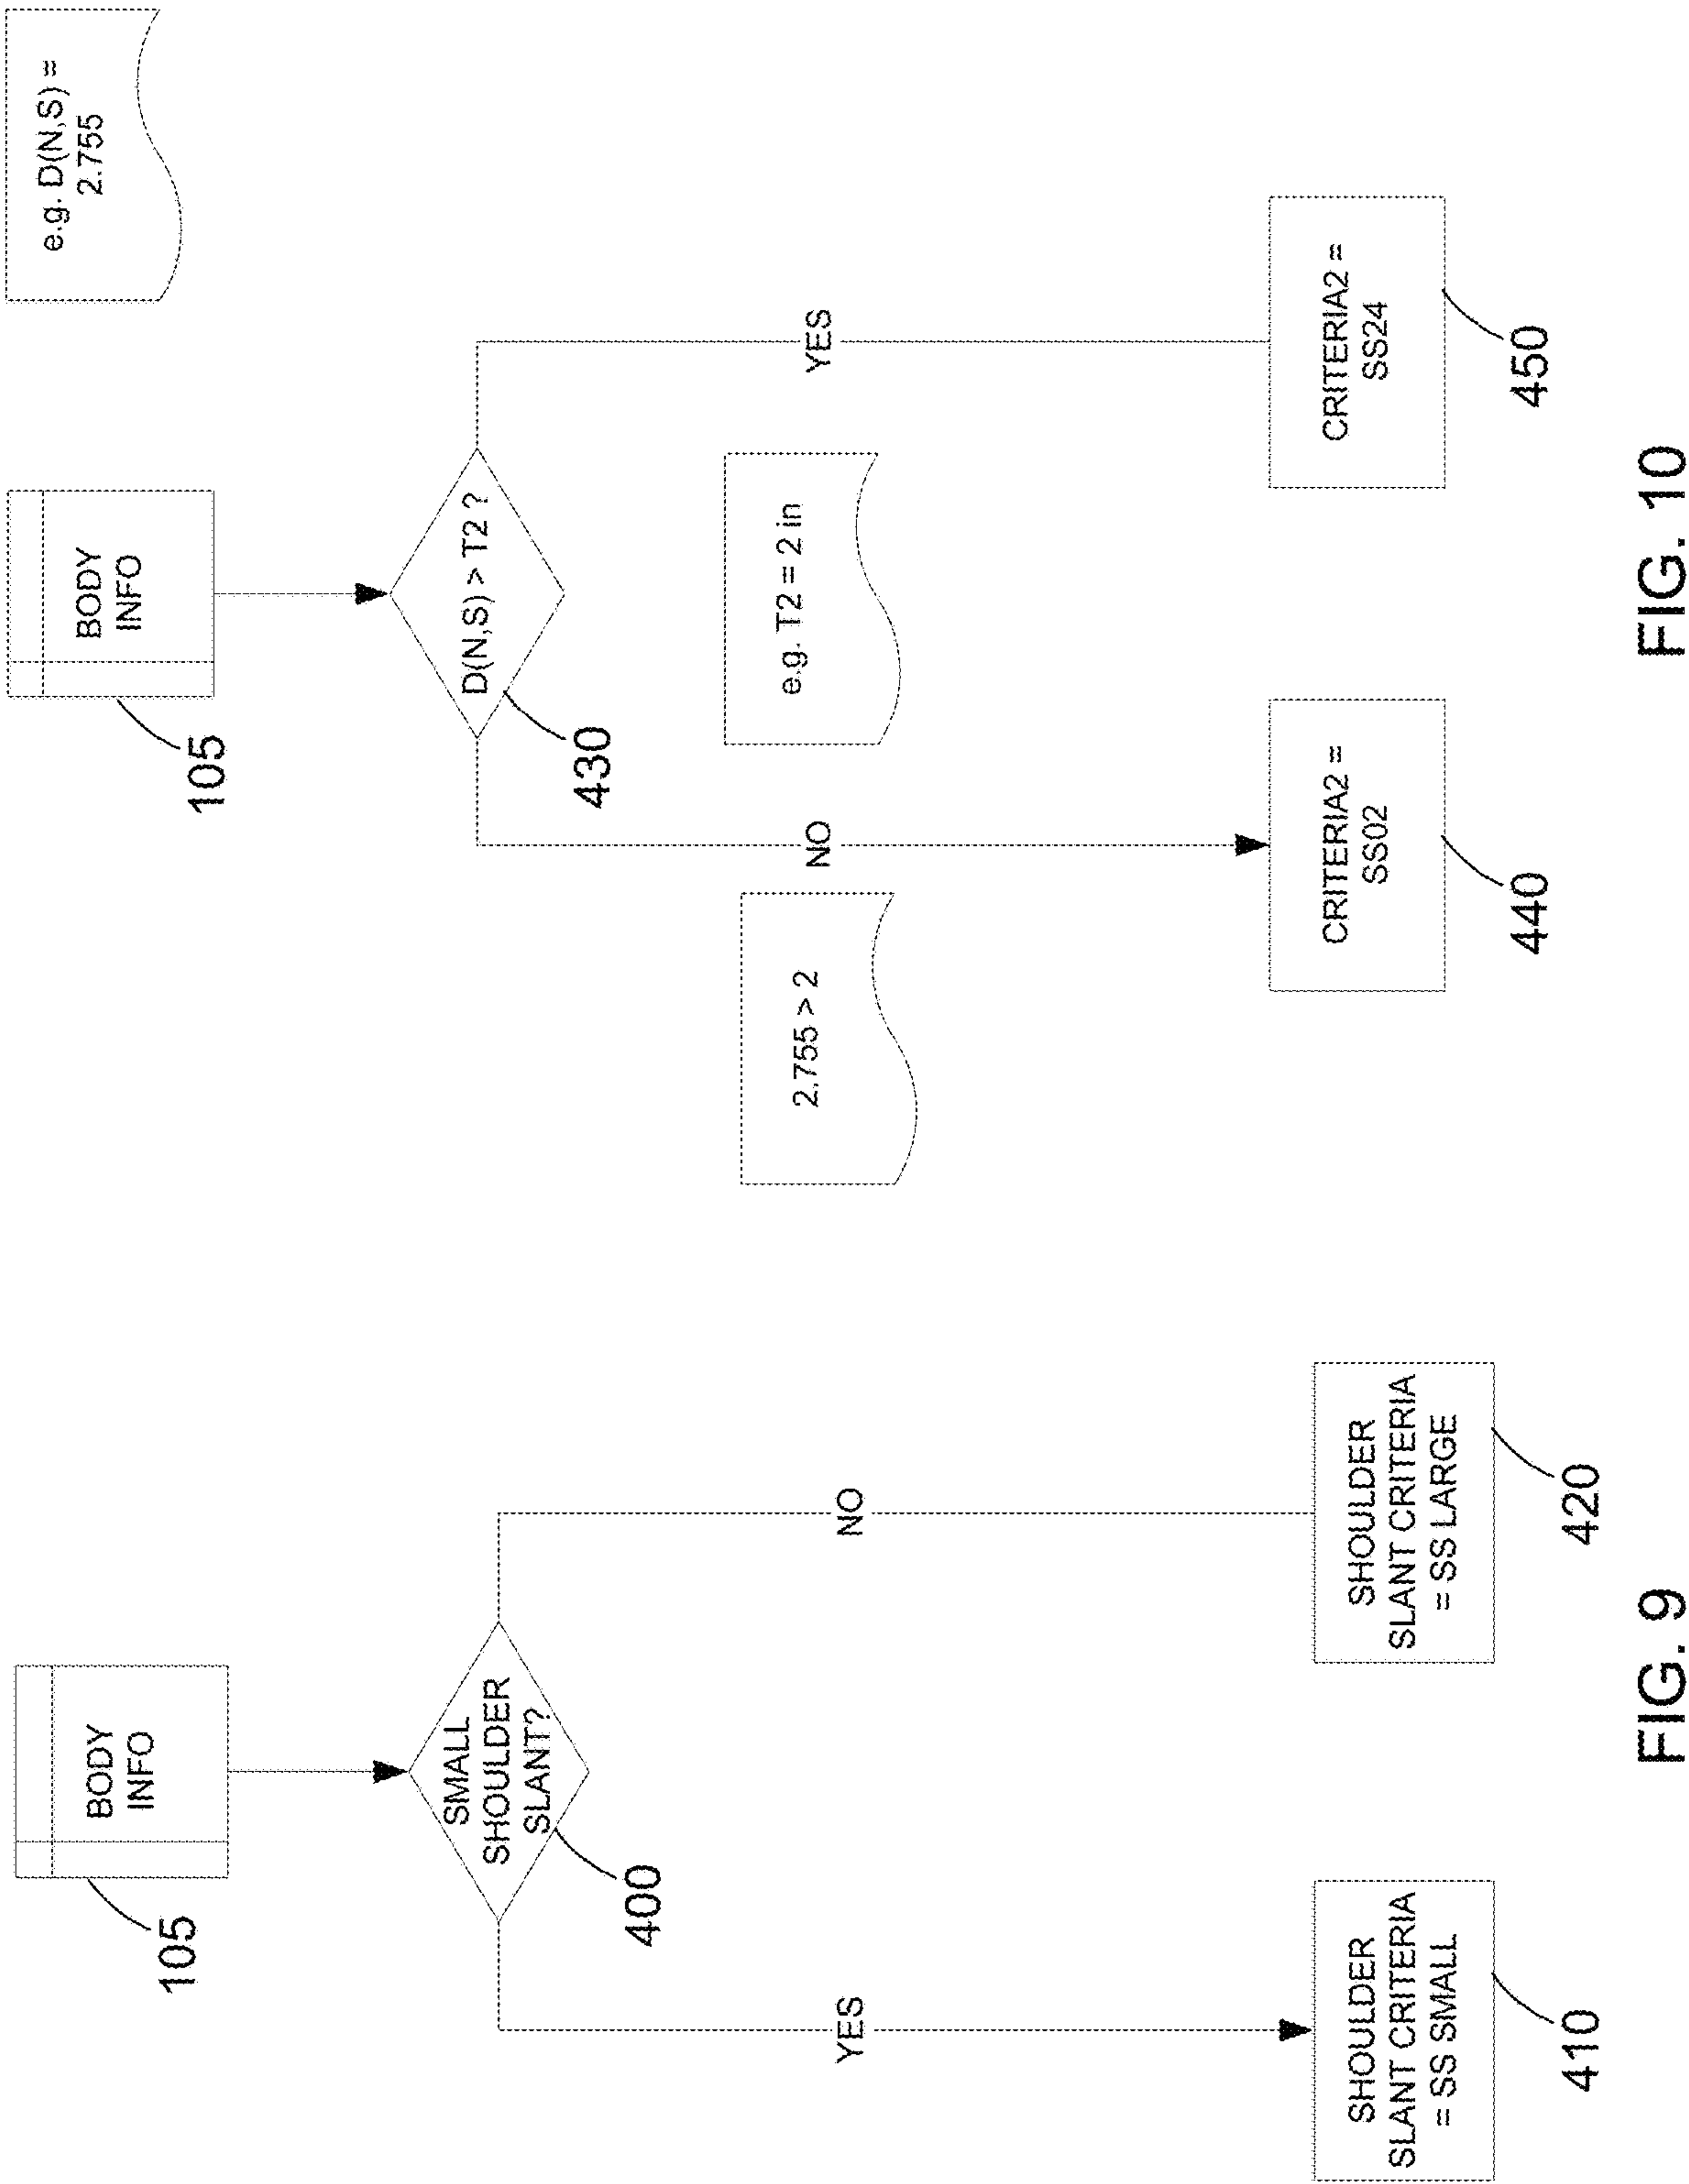 BODY
INFO
105
SMALL
SHOULDER
SLANT?
400
YES
NO
SHOULDER
SLANT CRITERIA
= SS SMALL
410
SHOULDER
SLANT CRITERIA
= SS LARGE
420
FIG. 9
BODY
INFO
105
e.g. D(N,S) =
2.755
D(N,S) > T2 ?
430
e.g. T2 = 2 in
2.755 > 2
NO
YES
CRITERIA2 =
SS02
440
CRITERIA2 =
SS24
450
FIG. 10